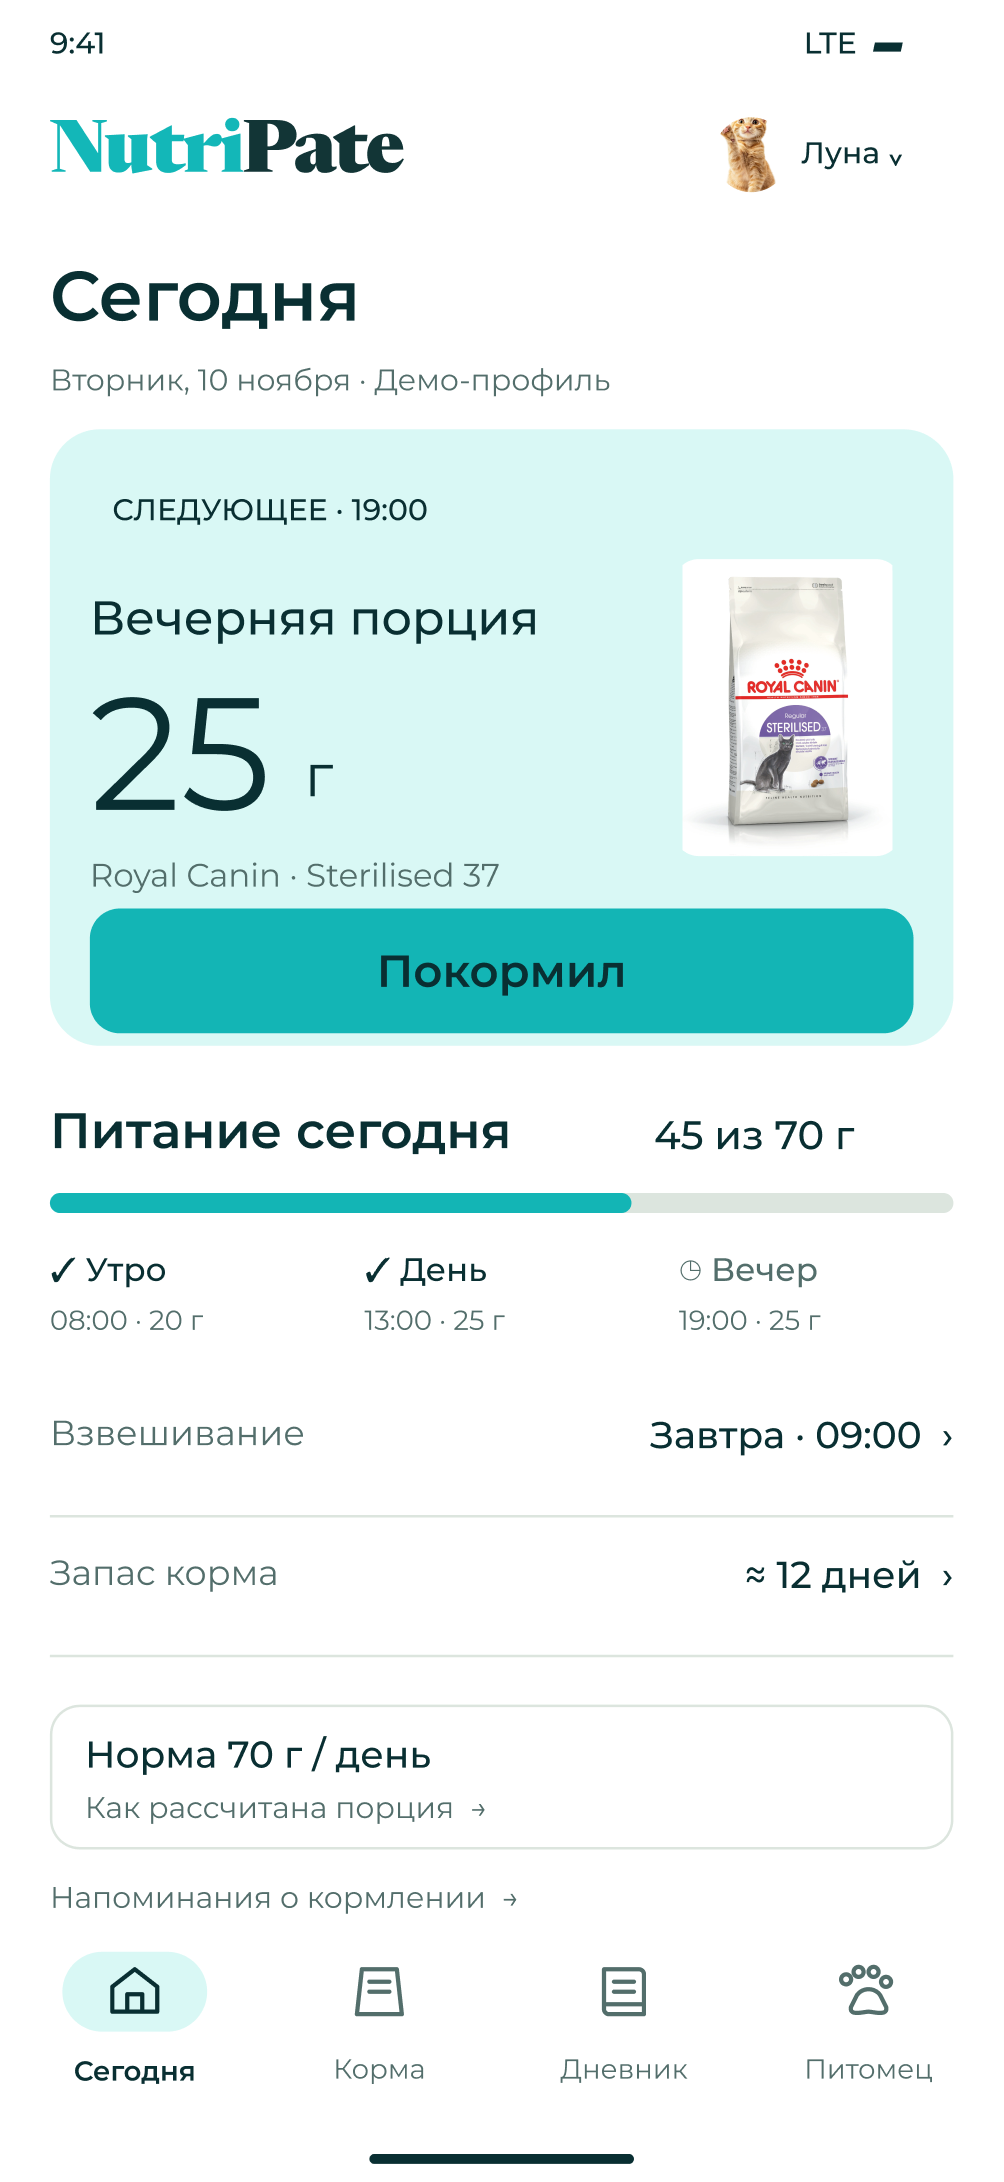 9:41 LTE
NutriPate Луна
Сегодня
Вторник, 10 ноября · Демо-профиль
СЛЕДУЮЩЕЕ · 19:00
Вечерняя порция
25 г
ROYAL CANIN
Regular
STERILISED
Royal Canin · Sterilised 37
Покормил
Питание сегодня 45 из 70 г
✓ Утро ✓ День Вечер
08:00 · 20 г 13:00 · 25 г 19:00 · 25 г
Взвешивание Завтра · 09:00 ›
Запас корма ≈ 12 дней ›
Норма 70 г / день
Как рассчитана порция →
Напоминания о кормлении →
Сегодня Корма Дневник Питомец